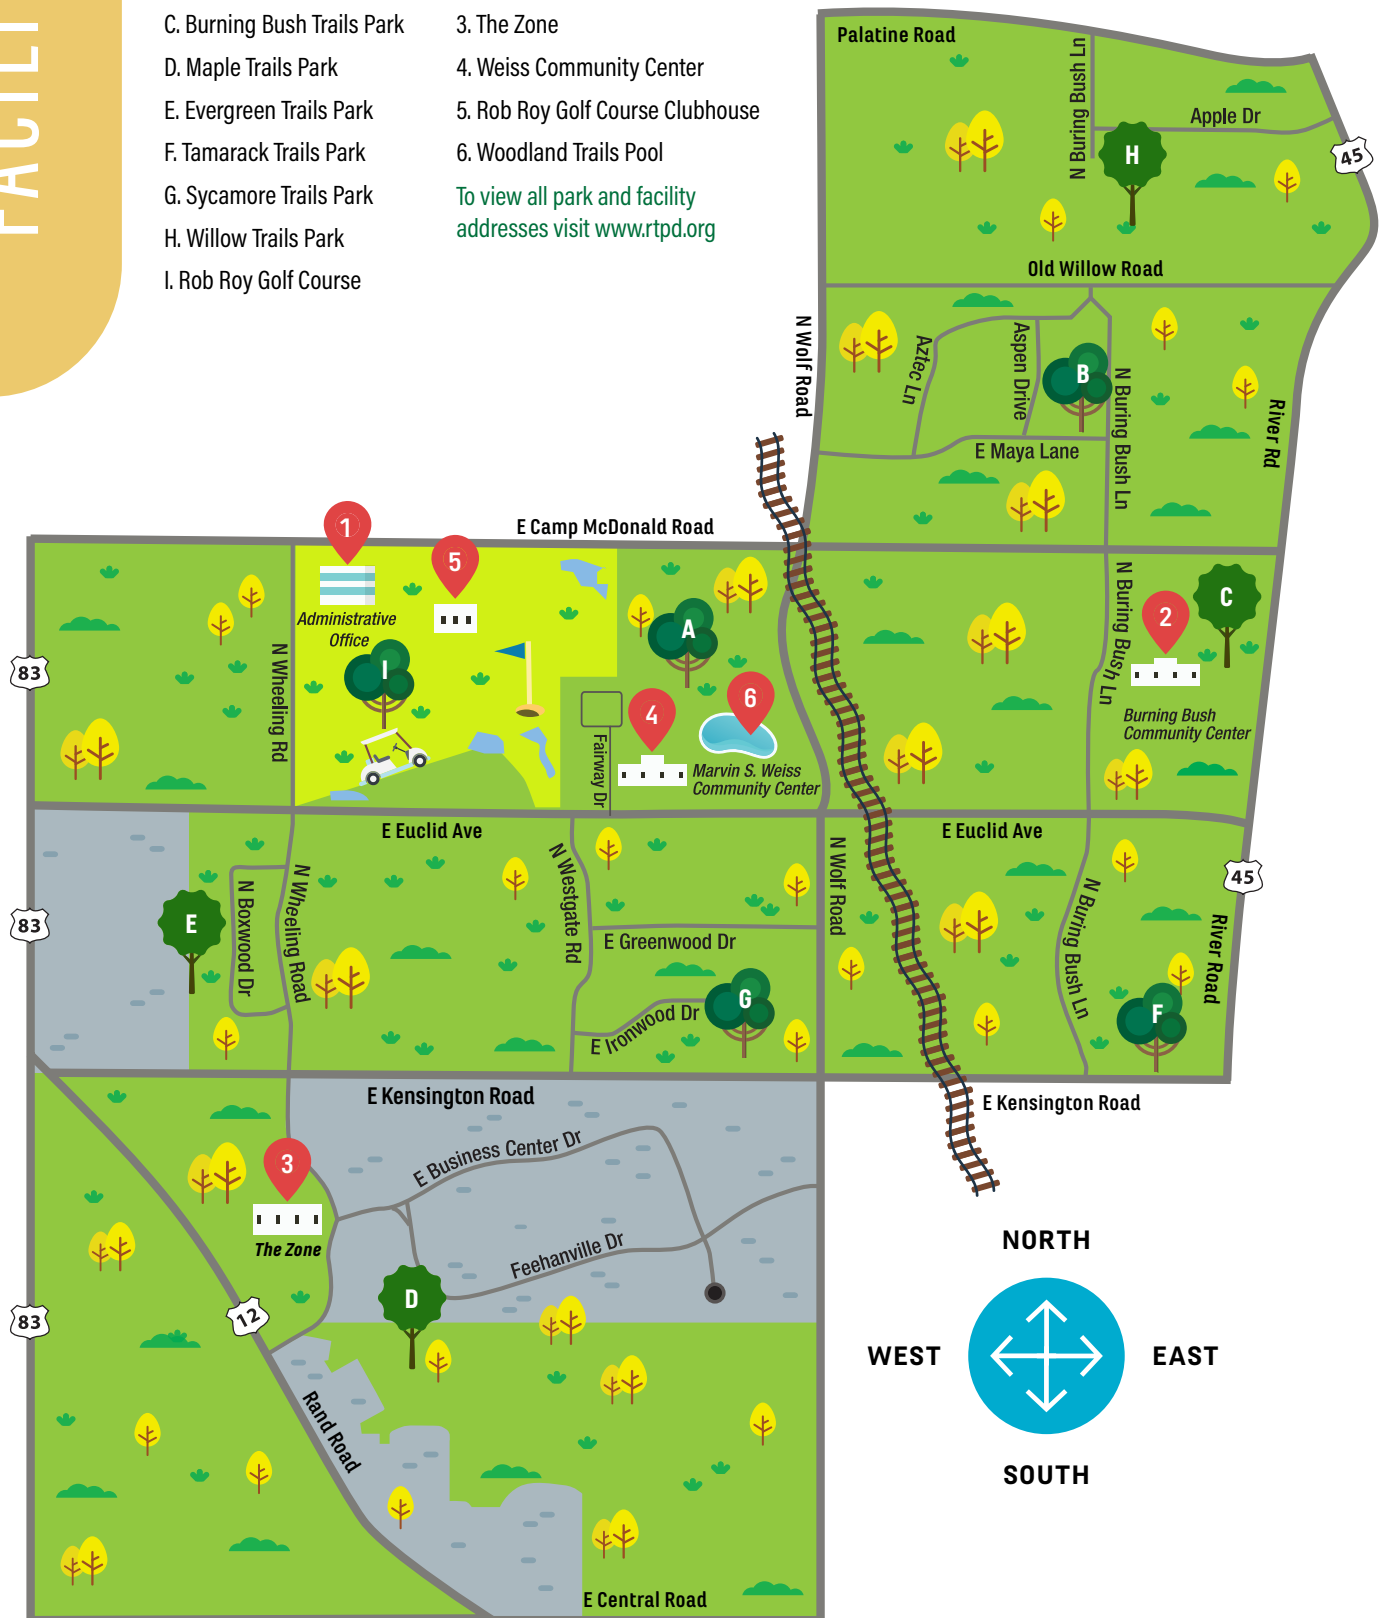 FACILI
C. Burning Bush Trails Park
D. Maple Trails Park
E. Evergreen Trails Park
F. Tamarack Trails Park
G. Sycamore Trails Park
H. Willow Trails Park
I. Rob Roy Golf Course
3. The Zone
4. Weiss Community Center
5. Rob Roy Golf Course Clubhouse
6. Woodland Trails Pool
To view all park and facility
addresses visit www.rtpd.org
Palatine Road
N Buring Bush Ln
Apple Dr
H
45
Old Willow Road
N Wolf Road
Aztec Ln
Aspen Drive
B
N Buring Bush Ln
River Rd
E Maya Lane
E Camp McDonald Road
1
5
Administrative
Office
I
A
N Buring Bush Ln
C
2
83
N Wheeling Rd
4
6
Fairway Dr
Marvin S. Weiss
Community Center
Burning Bush
Community Center
E Euclid Ave
E Euclid Ave
N Westgate Rd
N Wolf Road
45
83
E
N Boxwood Dr
N Wheeling Road
E Greenwood Dr
N Buring Bush Ln
River Road
G
E Ironwood Dr
F
E Kensington Road
E Kensington Road
E Business Center Dr
3
The Zone
Feehanville Dr
D
83
12
Rand Road
E Central Road
NORTH
WEST
EAST
SOUTH